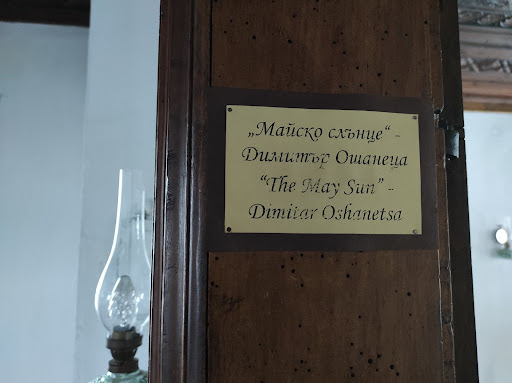 „Майско слънце“ -
Димитър Ошанеца
“The May Sun” -
Dimitar Oshanetsa